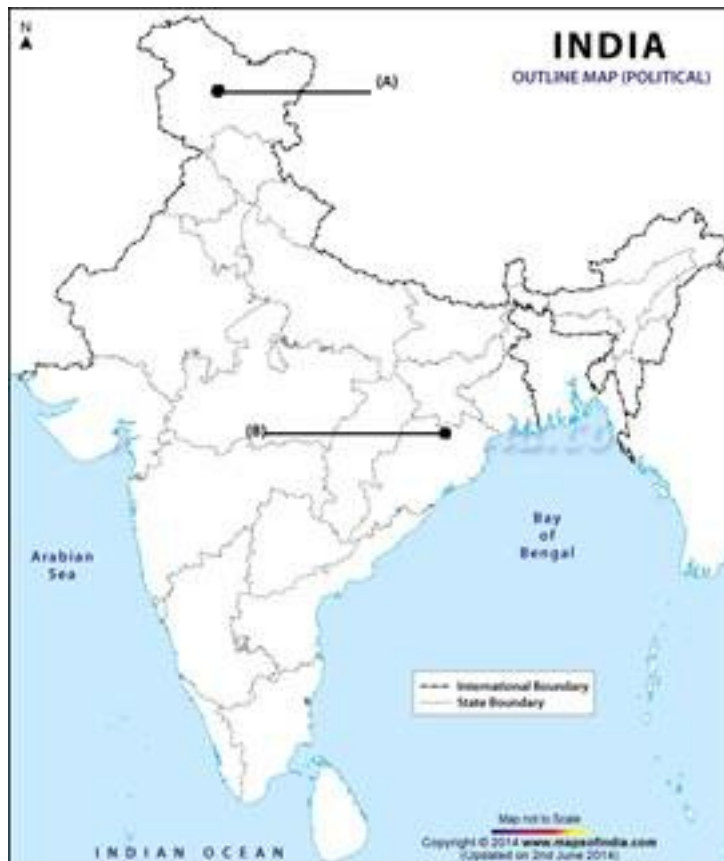 N
INDIA
OUTLINE MAP (POLITICAL)
(A)
(B)
Arabian
Sea
Bay
of
Bengal
International Boundary
State Boundary
Map not to Scale
Copyright © 2014 www.mapsofindia.com
(Updated on 2nd June 2014)
INDIAN OCEAN